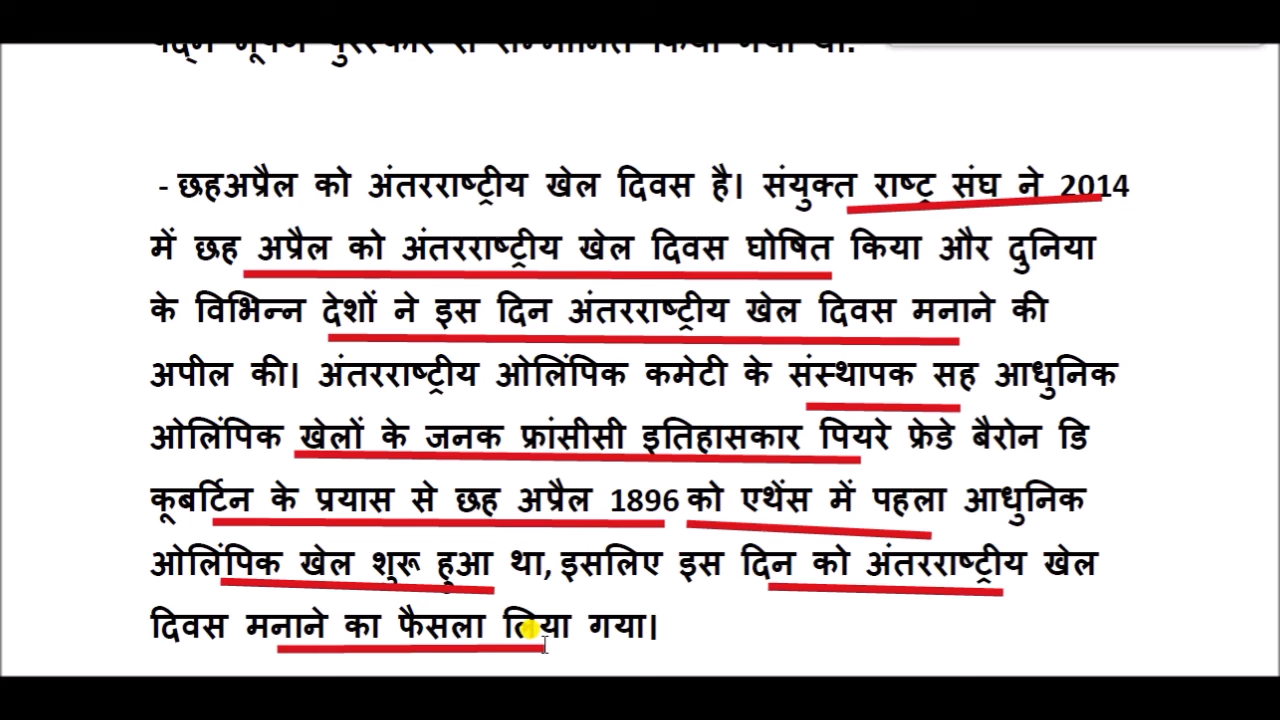 - छहअप्रैल को अंतरराष्ट्रीय खेल दिवस है। संयुक्त राष्ट्र संघ ने 2014
में छह अप्रैल को अंतरराष्ट्रीय खेल दिवस घोषित किया और दुनिया
के विभिन्न देशों ने इस दिन अंतरराष्ट्रीय खेल दिवस मनाने की
अपील की। अंतरराष्ट्रीय ओलिंपिक कमेटी के संस्थापक सह आधुनिक
ओलिंपिक खेलों के जनक फ्रांसीसी इतिहासकार पियरे फ्रेडे बैरोन डि
कूबर्टिन के प्रयास से छह अप्रैल 1896 को एथेंस में पहला आधुनिक
ओलिंपिक खेल शुरू हुआ था, इसलिए इस दिन को अंतरराष्ट्रीय खेल
दिवस मनाने का फैसला लिया गया।